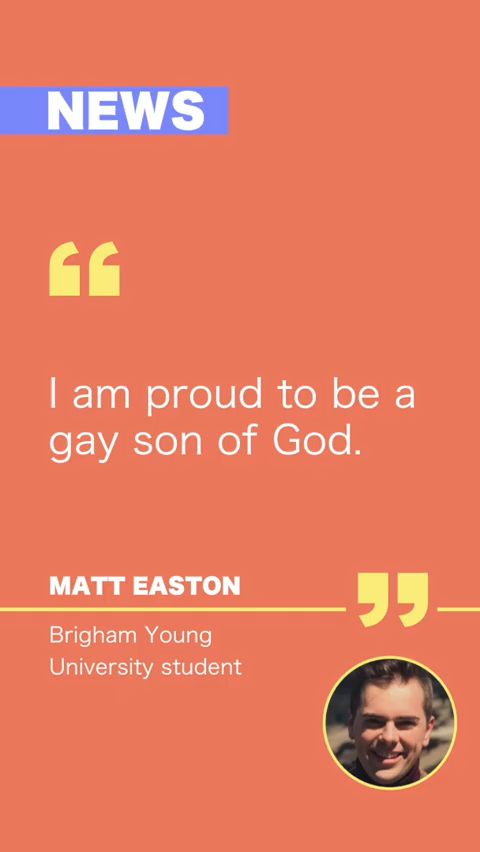 NEWS
“
I am proud to be a
gay son of God.
MATT EASTON
”
Brigham Young
University student